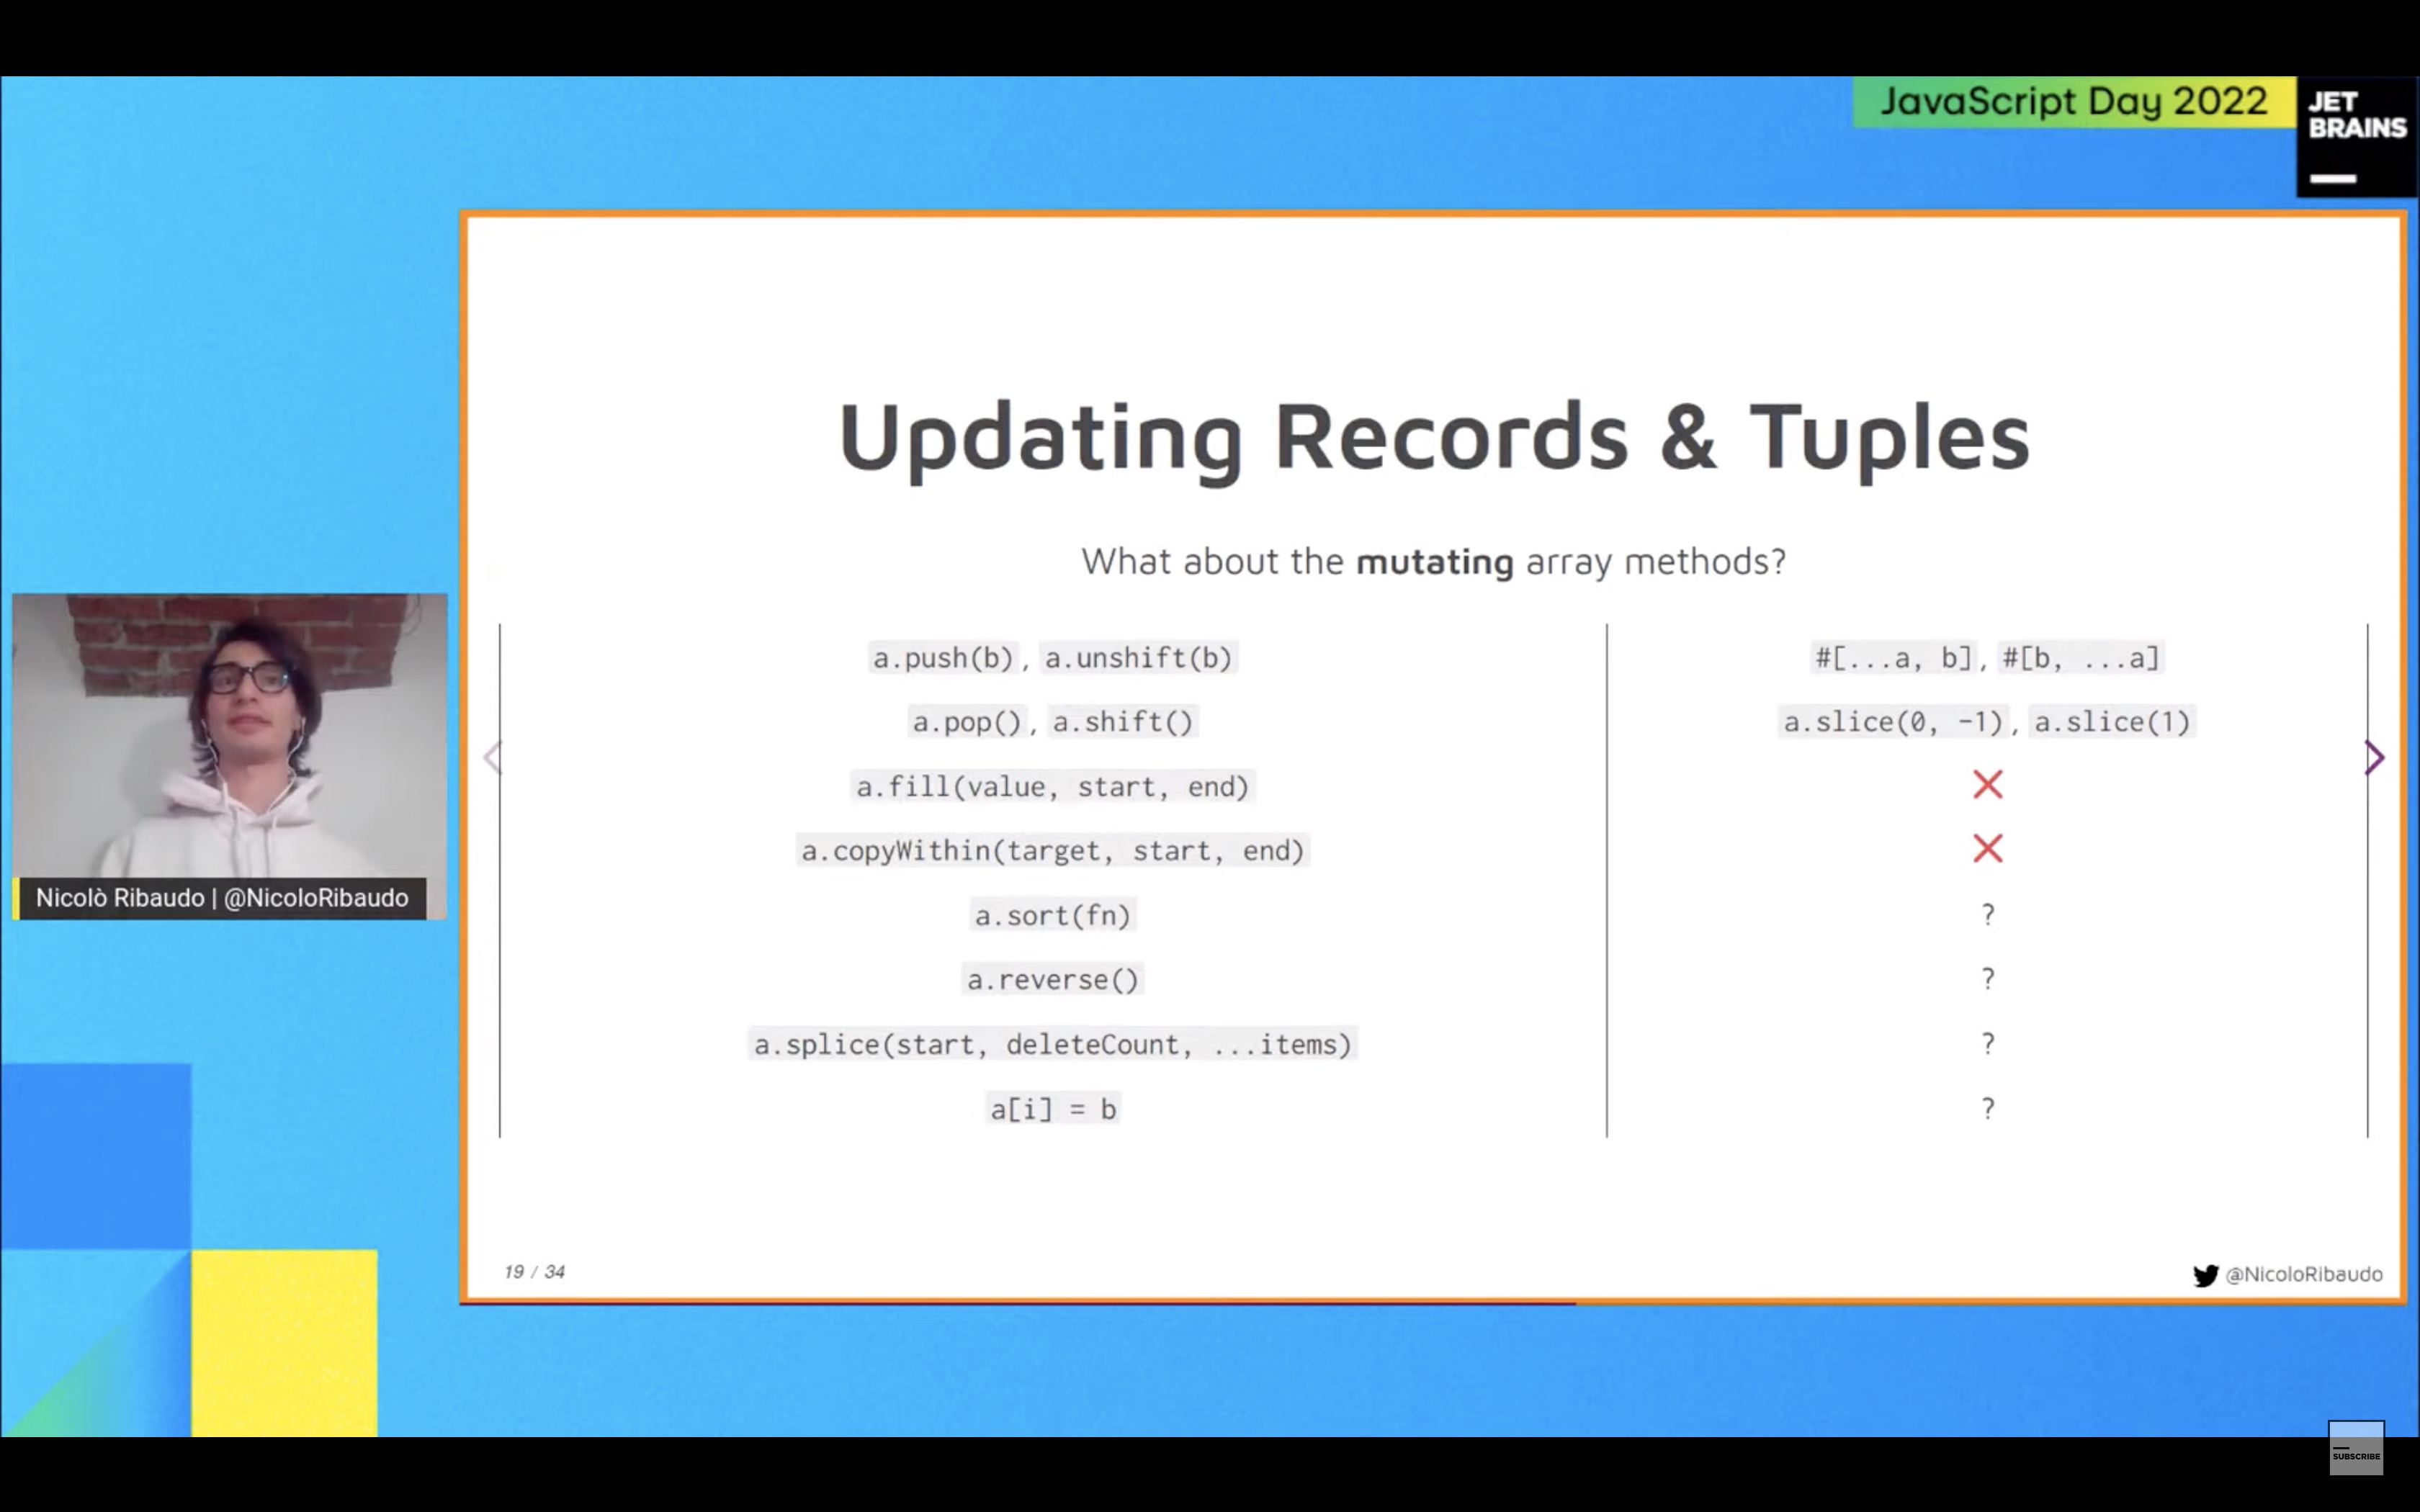 JavaScript Day 2022
JET
BRAINS
Updating Records & Tuples
What about the mutating array methods?
a.push(b), a.unshift(b) #[...a, b], #[b, ...a]
a.pop(), a.shift() a.slice(0, -1), a.slice(1)
a.fill(value, start, end)
a.copyWithin(target, start, end)
a.sort(fn) ?
a.reverse() ?
a.splice(start, deleteCount, ...items) ?
a[i] = b ?
Nicolò Ribaudo | @NicoloRibaudo
19 / 34
@NicoloRibaudo
SUBSCRIBE